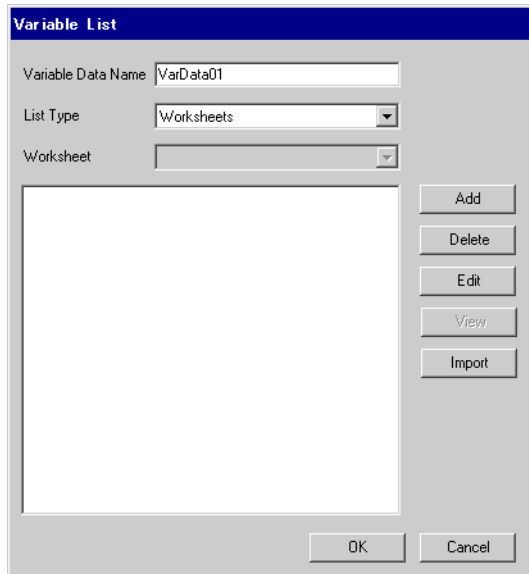 Variable List
Variable Data Name VarData01
List Type Worksheets
Worksheet
Add
Delete
Edit
View
Import
OK Cancel